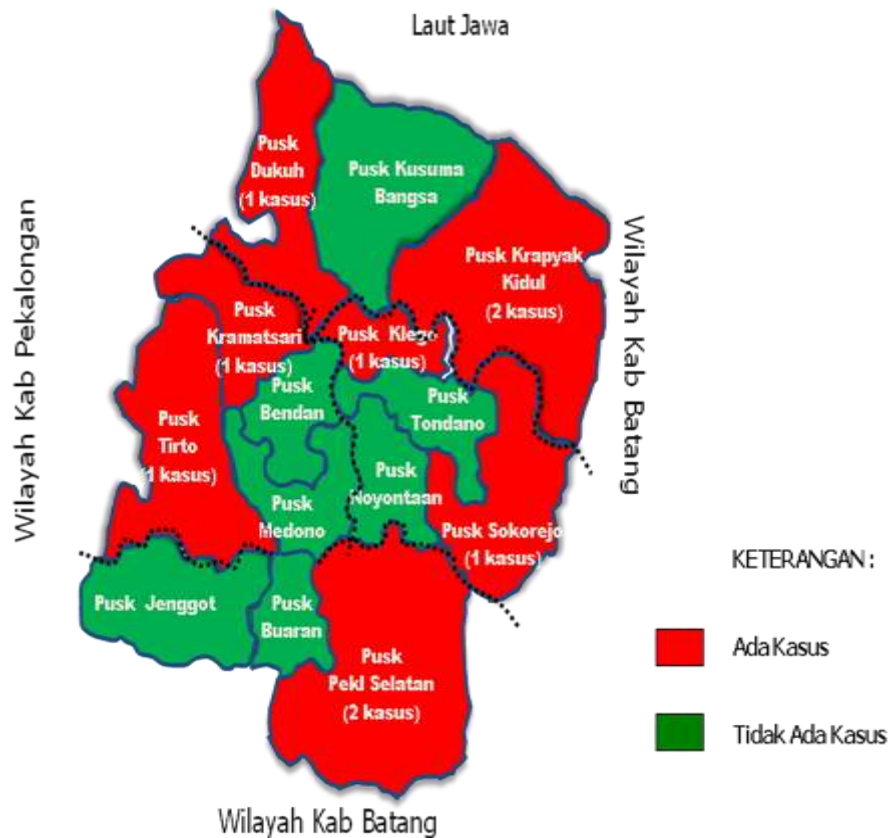 Laut Jawa
Pusk
Dukuh
(1 kasus)
Pusk Kusuma
Bangsa
Pusk Krapyak
Kidul
(2 kasus)
Wilayah Kab Pekalongan
Wilayah Kab Batang
Pusk
Kramatsari
(1 kasus)
Pusk Klego
(1 kasus)
Pusk
Bendan
Pusk
Tondano
Pusk
Tirto
(1 kasus)
Pusk
Noyontaan
Pusk
Medono
Pusk Sokorejo
(1 kasus)
Pusk Jenggot
Pusk
Buaran
Pusk
Pekl Selatan
(2 kasus)
KETERANGAN :
Ada Kasus
Tidak Ada Kasus
Wilayah Kab Batang